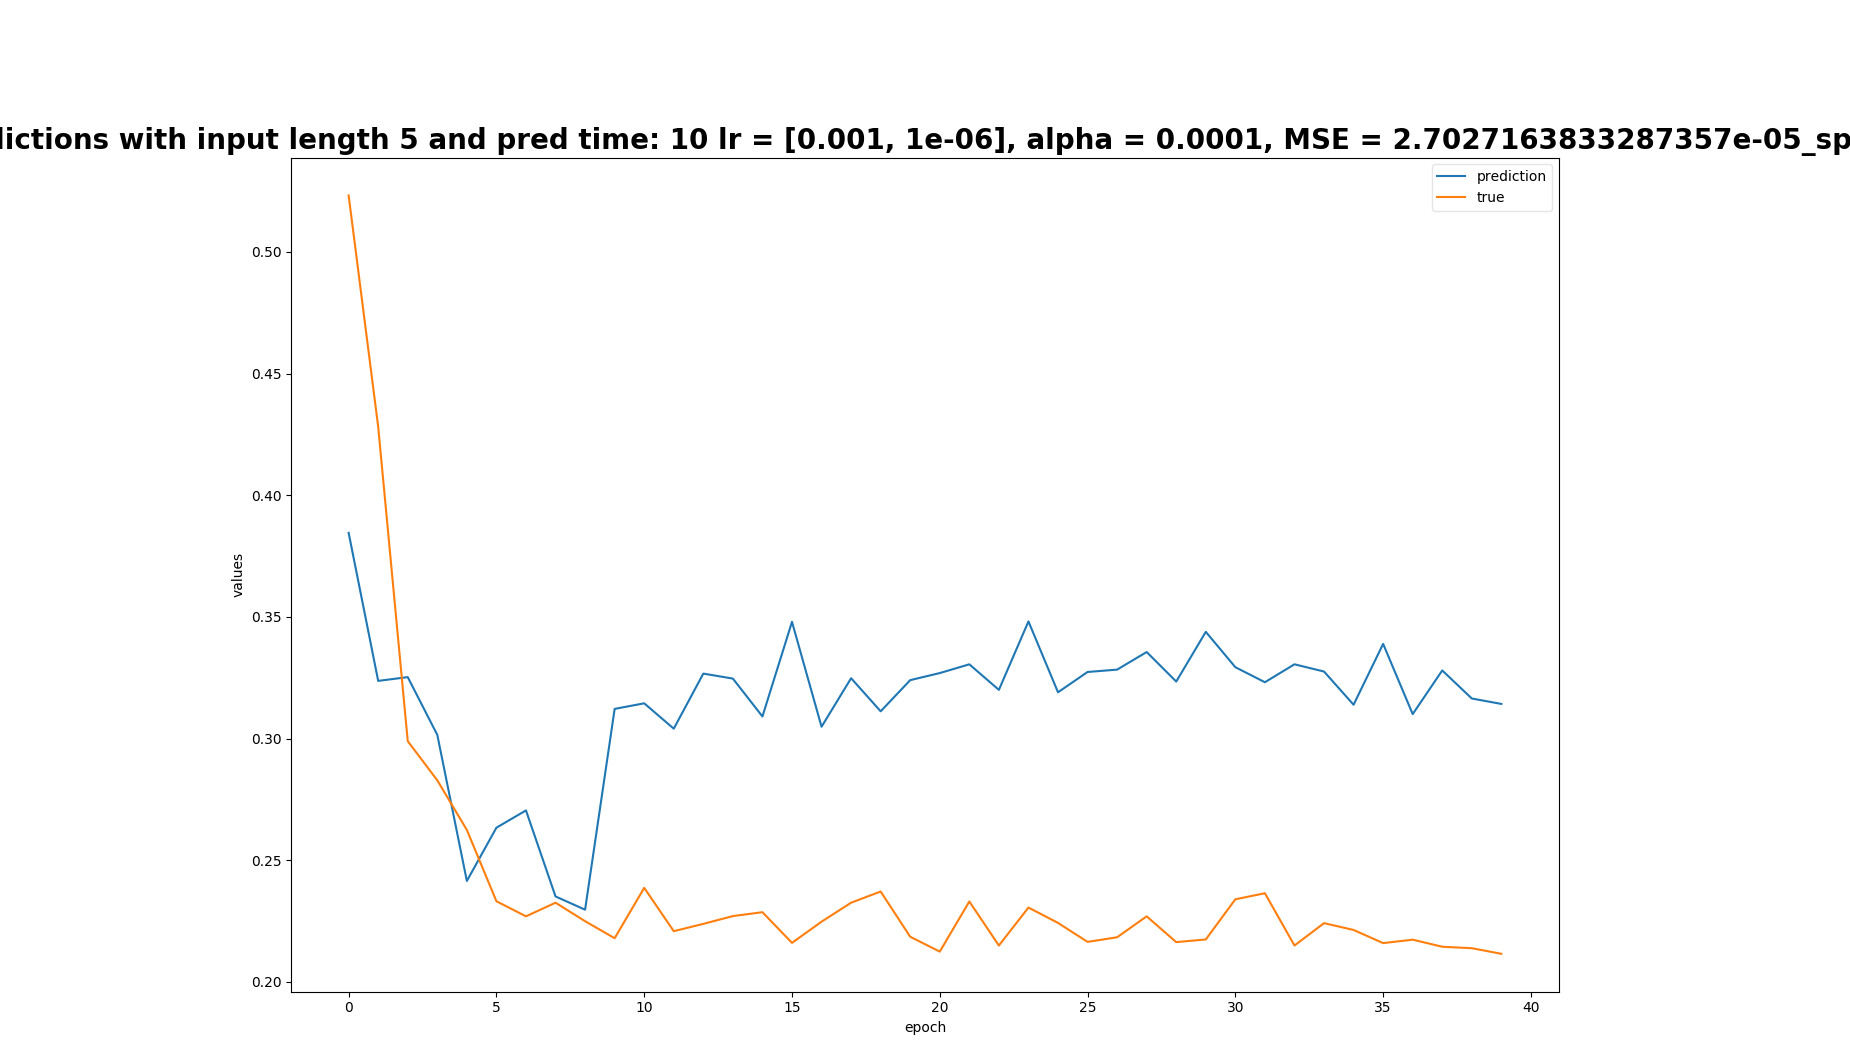 dictions with input length 5 and pred time: 10 lr = [0.001, 1e-06], alpha = 0.0001, MSE = 2.7027163833287357e-05_sp
prediction
true
0.50
0.45
0.40
0.35
0.30
0.25
0.20
values
0 5 10 15 20 25 30 35 40
epoch